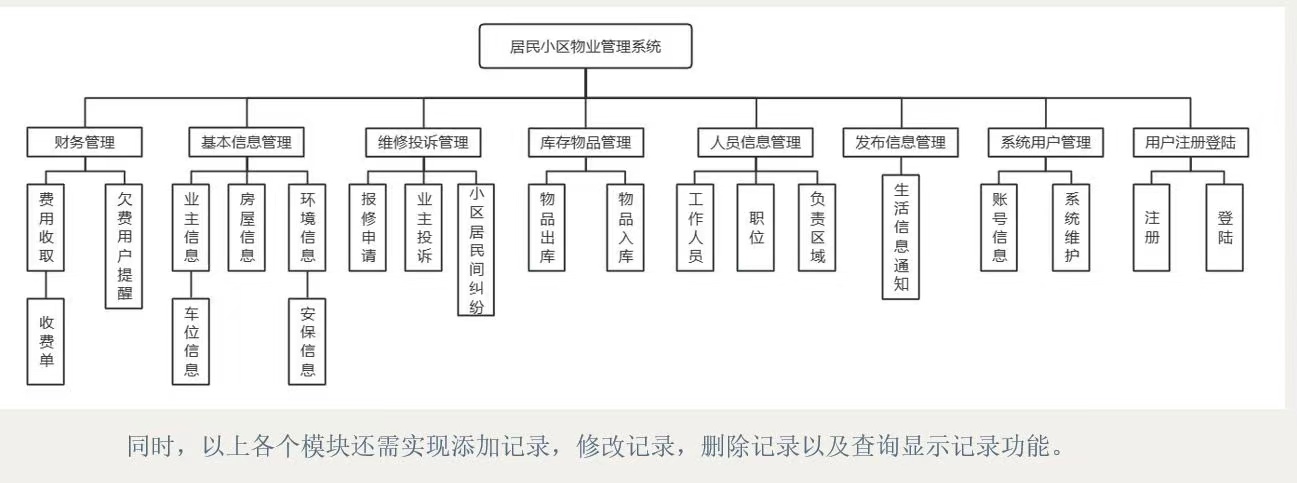 居民小区物业管理系统
财务管理
基本信息管理
维修投诉管理
库存物品管理
人员信息管理
发布信息管理
系统用户管理
用户注册登陆
费用收取
欠费用户提醒
业主信息
房屋信息
环境信息
报修申请
业主投诉
小区居民间纠纷
物品出库
物品入库
工作人员
职位
负责区域
生活信息通知
账号信息
系统维护
注册
登陆
收费单
车位信息
安保信息
同时，以上各个模块还需实现添加记录，修改记录，删除记录以及查询显示记录功能。